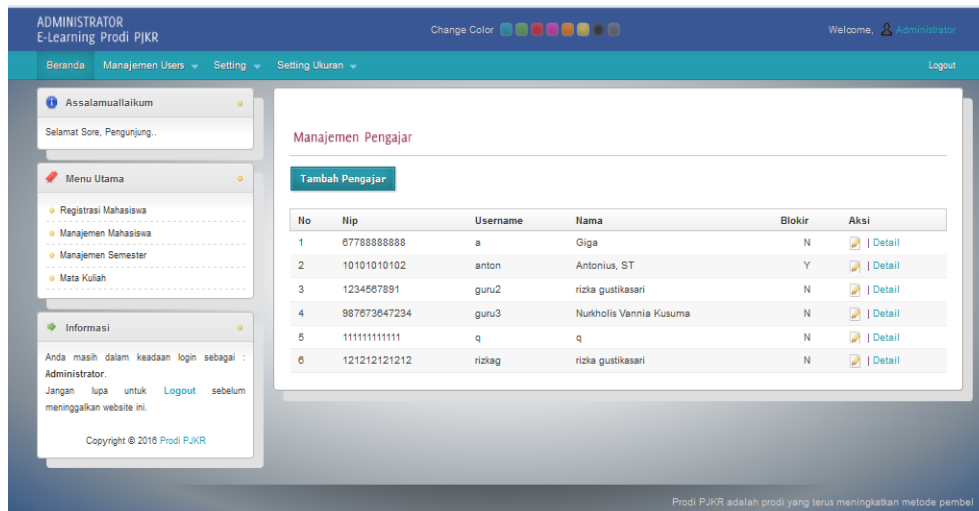 ADMINISTRATOR
E-Learning Prodi PJKR
Change Color
Welcome, Administrator
Beranda Manajemen Users Setting Setting Ukuran Logout
Assalamuallaikum
Selamat Sore, Pengunjung..
Menu Utama
Registrasi Mahasiswa
Manajemen Mahasiswa
Manajemen Semester
Mata Kuliah
Informasi
Anda masih dalam keadaan login sebagai :
Administrator.
Jangan lupa untuk Logout sebelum
meninggalkan website ini.
Copyright © 2016 Prodi PJKR
Manajemen Pengajar
Tambah Pengajar
No Nip Username Nama Blokir Aksi
1 67788888888 a Giga N | Detail
2 10101010102 anton Antonius, ST Y | Detail
3 1234567891 guru2 rizka gustikasari N | Detail
4 987673647234 guru3 Nurkholis Vannia Kusuma N | Detail
5 111111111111 q q N | Detail
6 121212121212 rizkag rizka gustikasari N | Detail
Prodi PJKR adalah prodi yang terus meningkatkan metode pembel